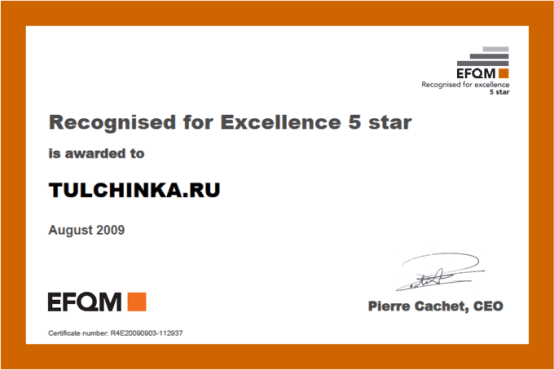 EFQM
Recognised for excellence
5 star
Recognised for Excellence 5 star
is awarded to
TULCHINKA.RU
August 2009
EFQM
Pierre Cachet, CEO
Certificate number: R4E20090903-112937